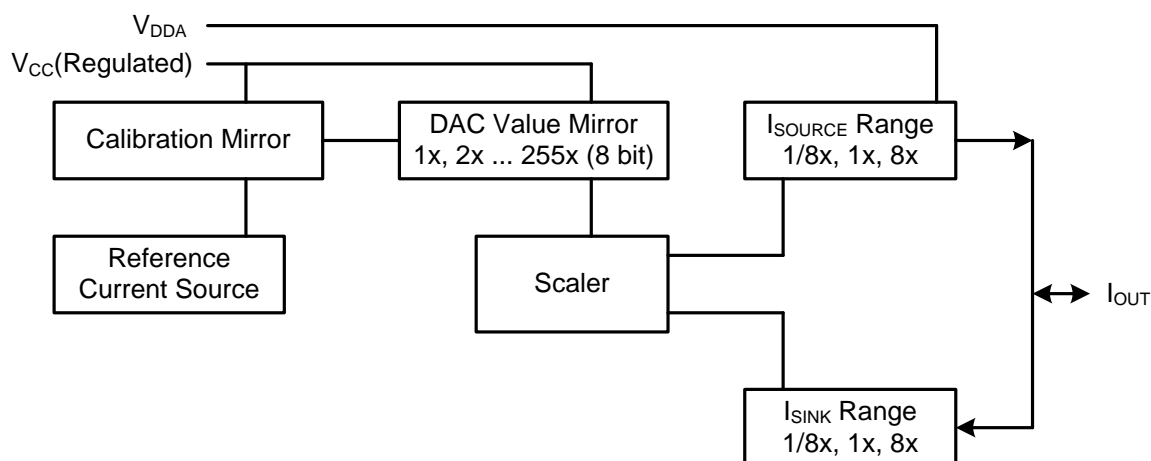 VDDA
VCC(Regulated)
Calibration Mirror
DAC Value Mirror
1x, 2x ... 255x (8 bit)
ISOURCE Range
1/8x, 1x, 8x
Reference
Current Source
Scaler
IOUT
ISINK Range
1/8x, 1x, 8x